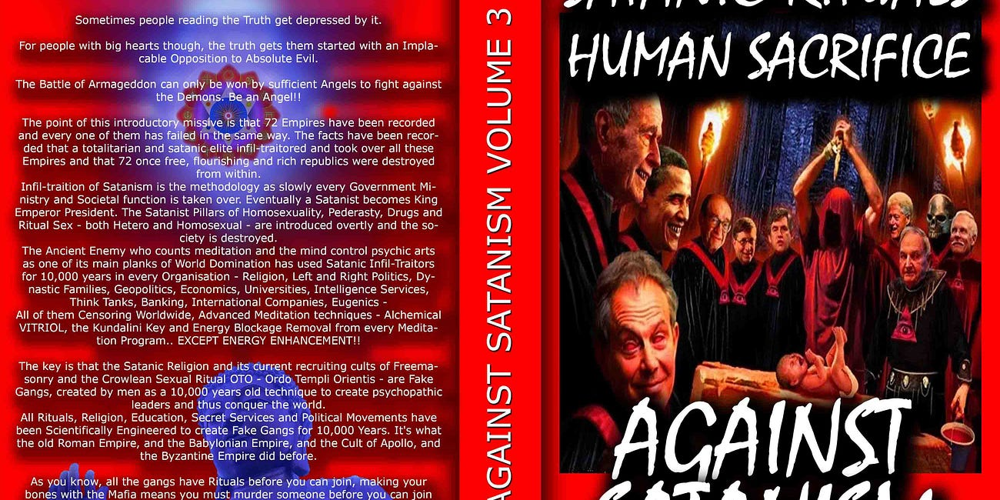 Sometimes people reading the Truth get depressed by it.
For people with big hearts though, the truth gets them started with an Impla-
cable Opposition to Absolute Evil.
The Battle of Armageddon can only be won by sufficient Angels to fight against
the Demons. Be an Angel!!
The point of this introductory missive is that 72 Empires have been recorded
and every one of them has failed in the same way. The facts have been recor-
ded that a totalitarian and satanic elite infil-traitored and took over all these
Empires and that 72 once free, flourishing and rich republics were destroyed
from within.
Infil-traition of Satanism is the methodology as slowly every Government Mi-
nistry and Societal function is taken over. Eventually a Satanist becomes King
Emperor President. The Satanist Pillars of Homosexuality, Pederasty, Drugs and
Ritual Sex - both Hetero and Homosexual - are introduced overtly and the so-
ciety is destroyed.
The Ancient Enemy who counts meditation and the mind control psychic arts
as one of its main planks of World Domination has used Satanic Infil-Traitors
for 10,000 years in every Organisation - Religion, Left and Right Politics, Dy-
nastic Families, Geopolitics, Economics, Universities, Intelligence Services,
Think Tanks, Banking, International Companies, Eugenics -
All of them Censoring Worldwide, Advanced Meditation techniques - Alchemical
VITRIOL, the Kundalini Key and Energy Blockage Removal from every Medita-
tion Program.. EXCEPT ENERGY ENHANCEMENT!!
The key is that the Satanic Religion and its current recruiting cults of Freema-
sonry and the Crowlean Sexual Ritual OTO - Ordo Templi Orientis - are Fake
Gangs, created by men as a 10,000 years old technique to create psychopathic
leaders and thus conquer the world.
All Rituals, Religion, Education, Secret Services and Political Movements have
been Scientifically Engineered to create Fake Gangs for 10,000 Years. It's what
the old Roman Empire, and the Babylonian Empire, and the Cult of Apollo, and
the Byzantine Empire did before.
As you know, all the gangs have Rituals before you can join, making your
bones with the Mafia means you must murder someone before you can join
AGAINST SATANISM VOLUME 3
SATANIC RITUALS
HUMAN SACRIFICE
AGAINST
SATANISM